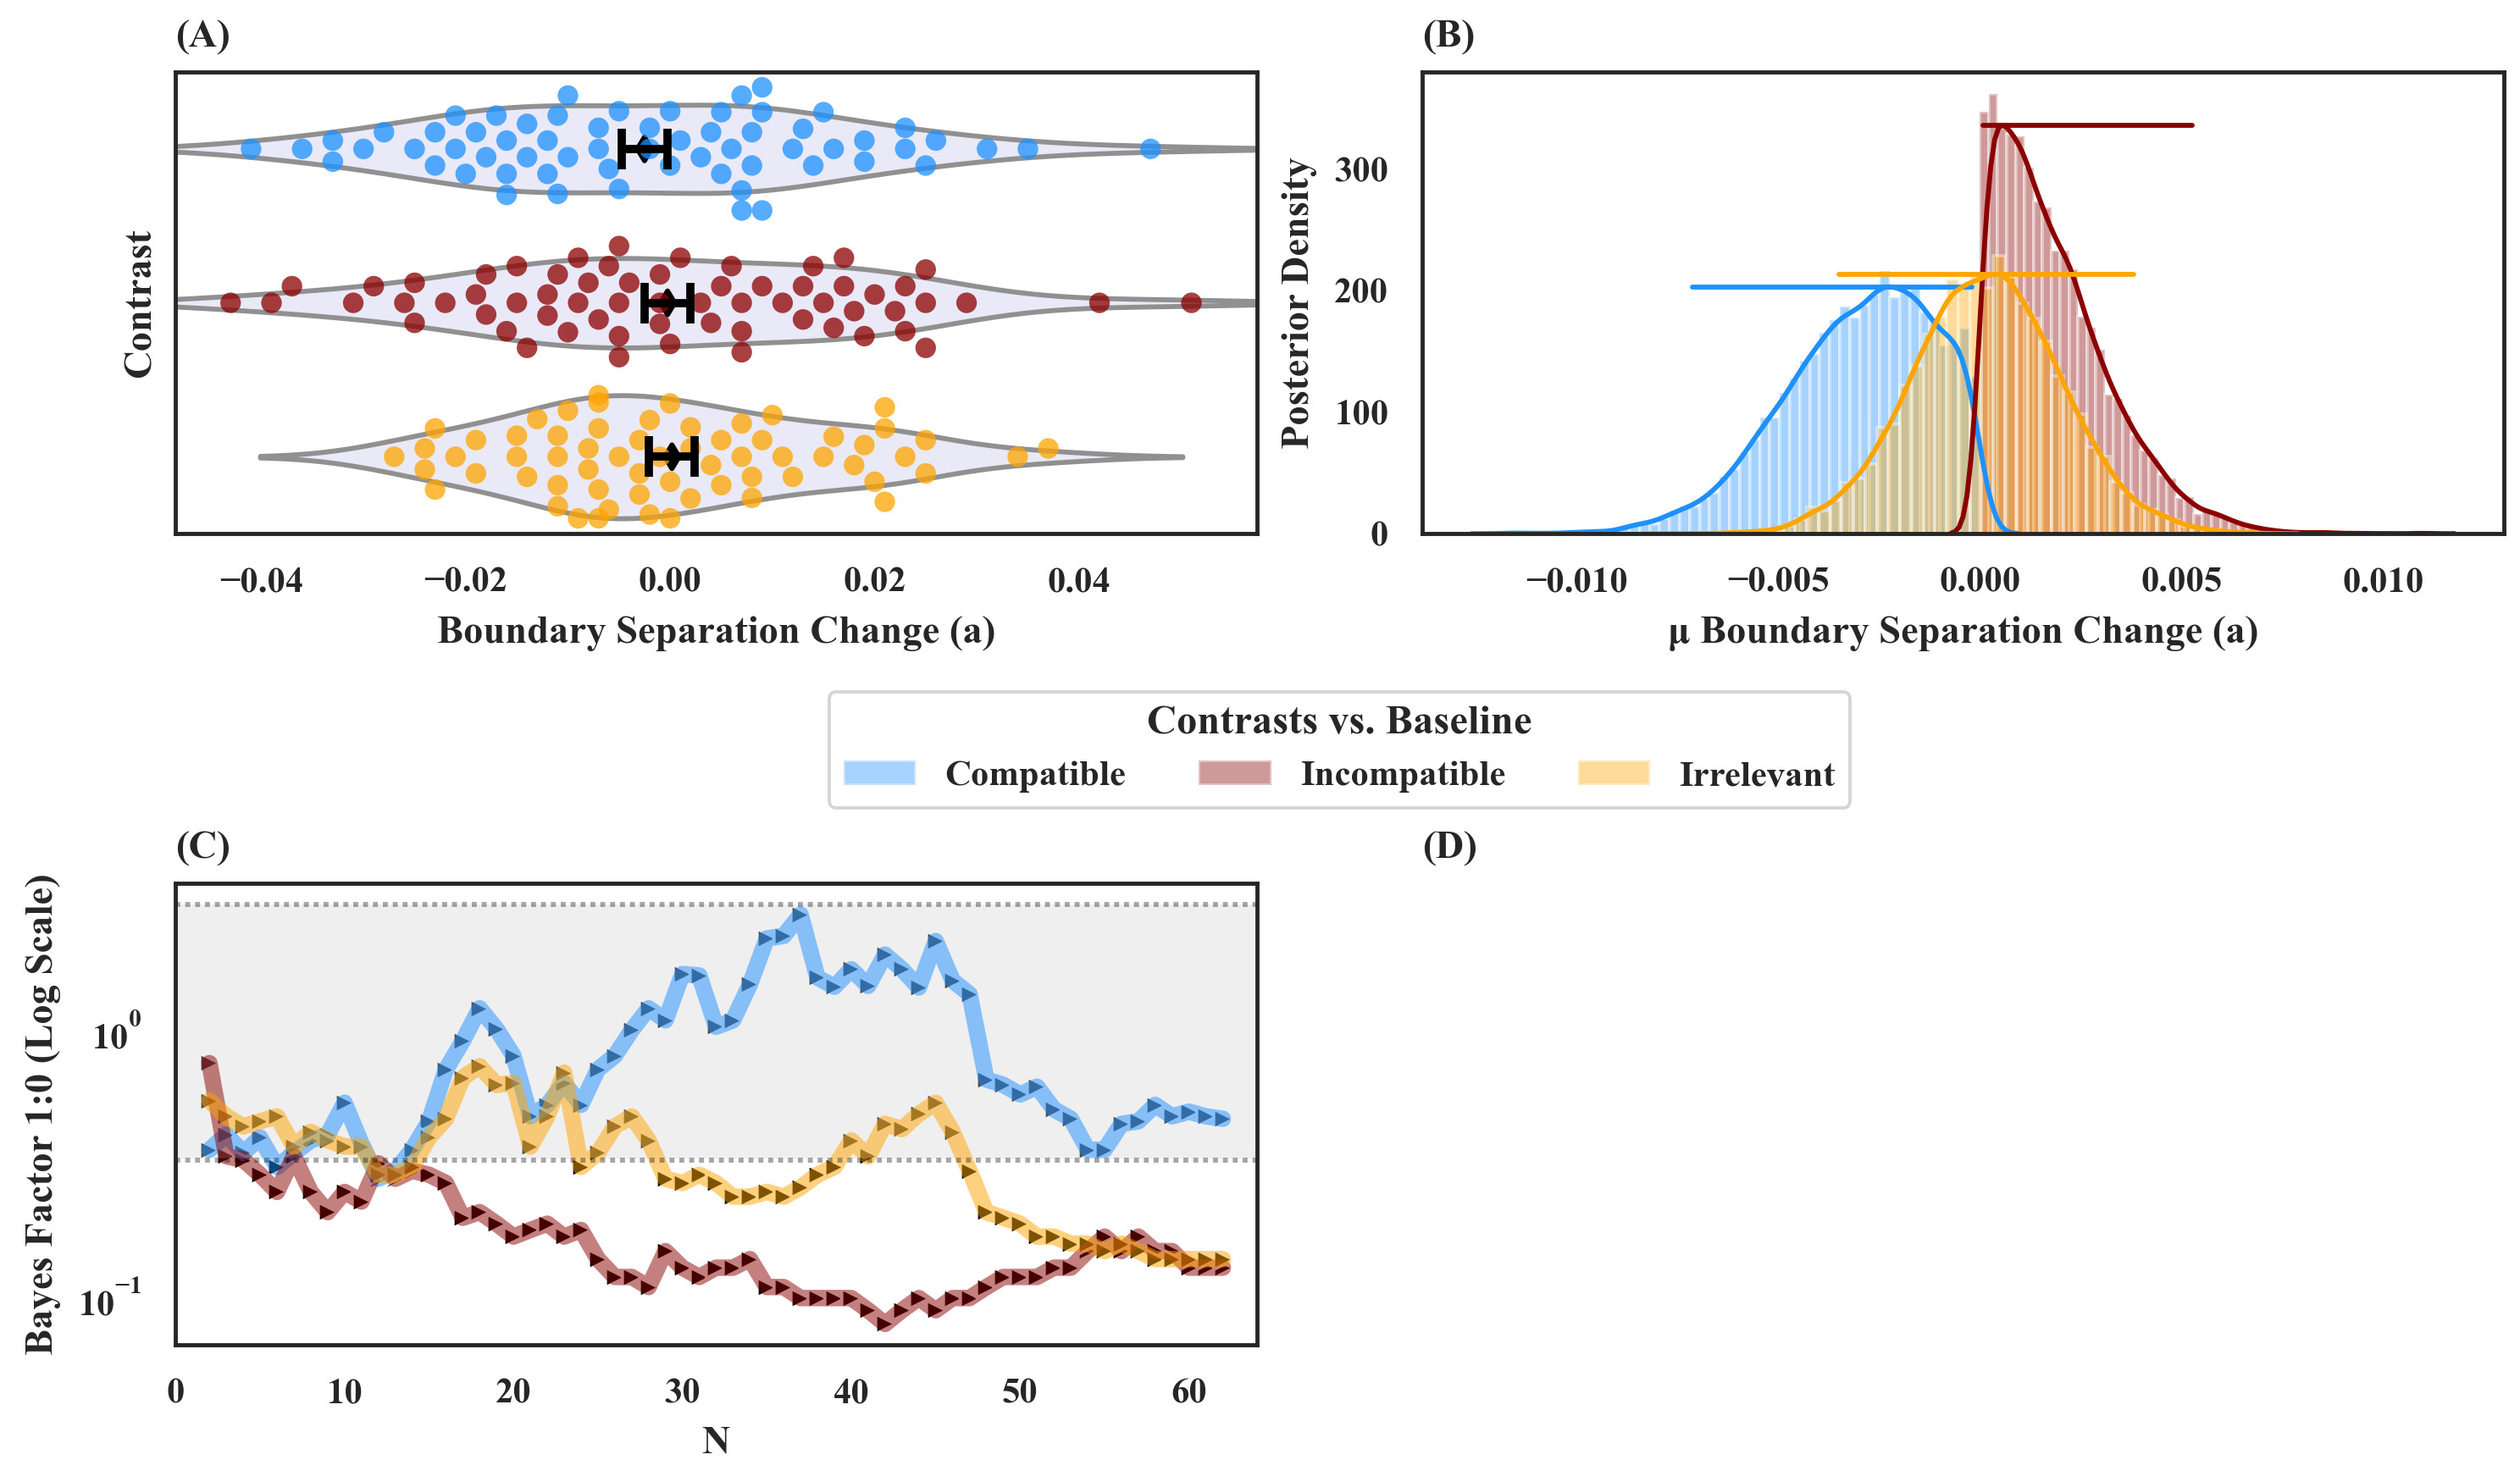 (A)
Contrast
−0.04 −0.02 0.00 0.02 0.04
Boundary Separation Change (a)
(B)
Posterior Density
300
200
100
0
−0.010 −0.005 0.000 0.005 0.010
μ Boundary Separation Change (a)
Contrasts vs. Baseline
Compatible Incompatible Irrelevant
(C)
Bayes Factor 1:0 (Log Scale)
10⁰
10⁻¹
0 10 20 30 40 50 60
N
(D)